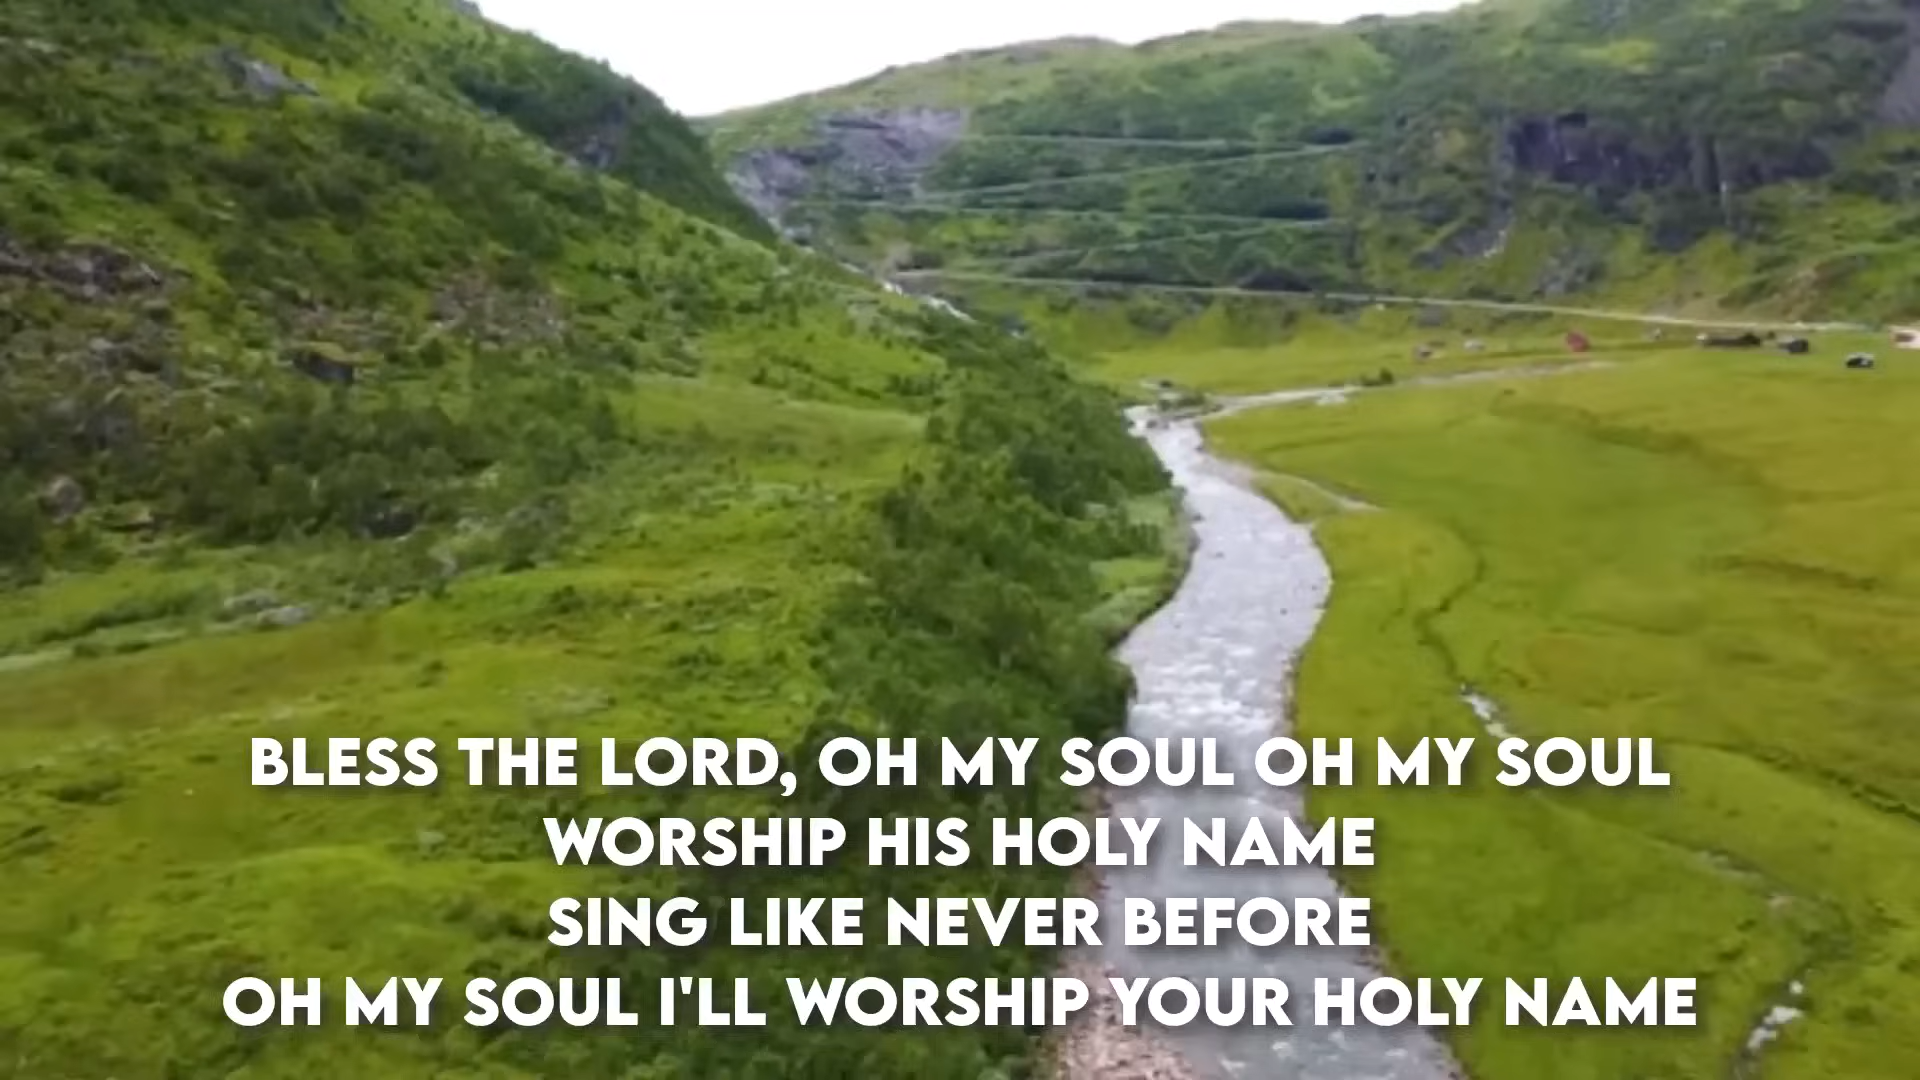 BLESS THE LORD, OH MY SOUL OH MY SOUL
WORSHIP HIS HOLY NAME
SING LIKE NEVER BEFORE
OH MY SOUL I'LL WORSHIP YOUR HOLY NAME